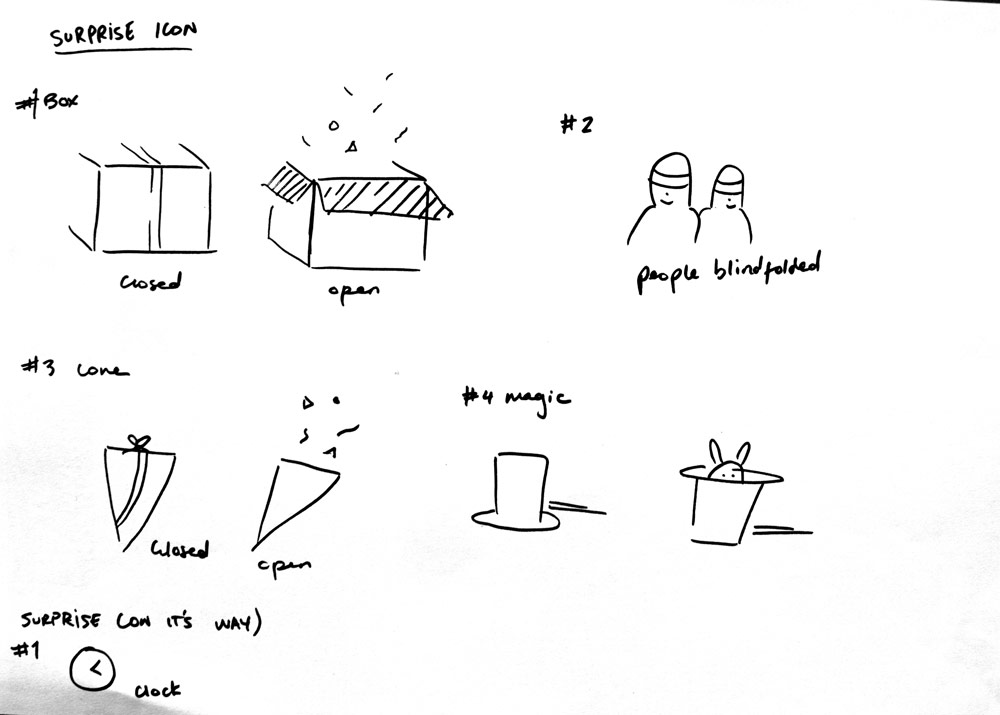 SURPRISE ICON
#1 Box
closed
open
#2
people blindfolded
#3 cone
closed
open
#4 magic
SURPRISE (ON IT'S WAY)
#1
clock